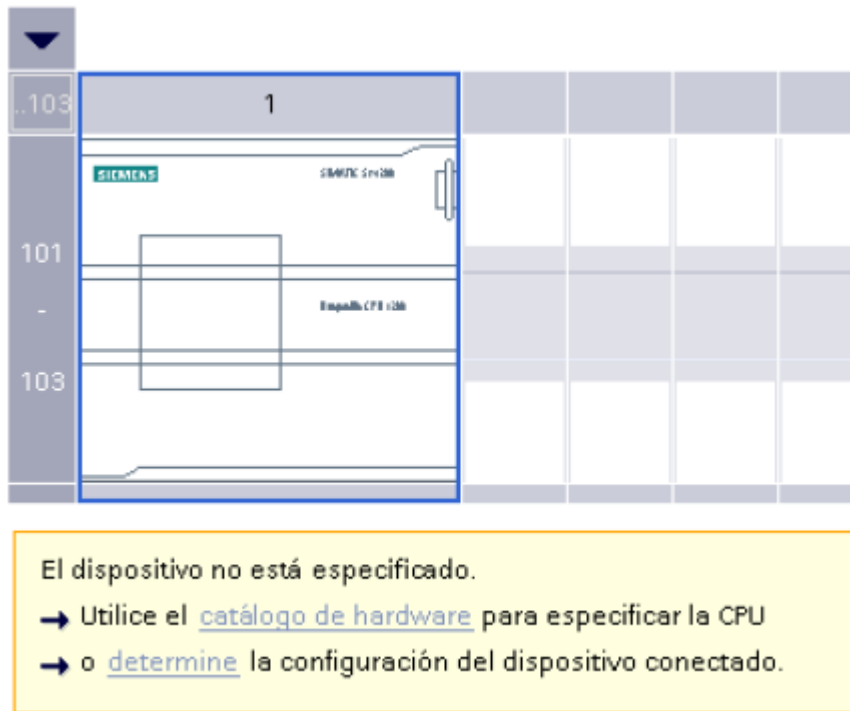 ..103
1
SIEMENS
101
-
103
El dispositivo no está especificado.
→ Utilice el catálogo de hardware para especificar la CPU
→ o determine la configuración del dispositivo conectado.